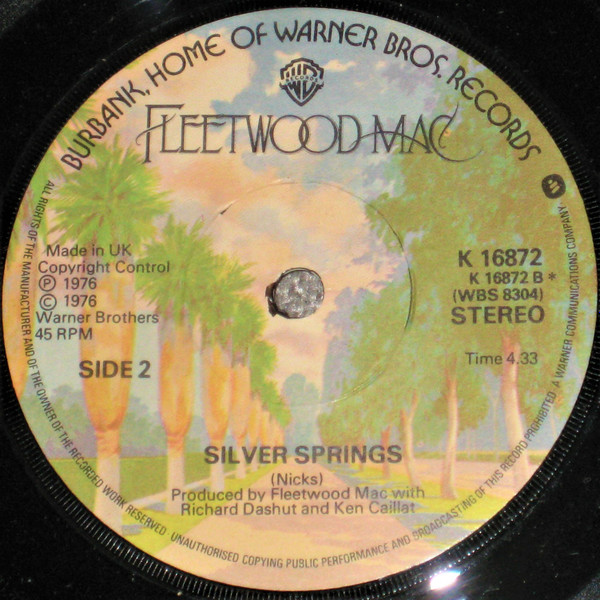 BURBANK, HOME OF WARNER BROS. RECORDS
WB
RECORDS
FLEETWOOD MAC
Made in UK
Copyright Control
Ⓟ 1976
© 1976
Warner Brothers
45 RPM
SIDE 2
K 16872
K 16872 B*
(WBS 8304)
STEREO
Time 4.33
SILVER SPRINGS
(Nicks)
Produced by Fleetwood Mac with
Richard Dashut and Ken Caillat
ALL RIGHTS OF THE MANUFACTURER AND OF THE OWNER OF THE RECORDED WORK RESERVED. UNAUTHORISED COPYING PUBLIC PERFORMANCE AND BROADCASTING OF THIS RECORD PROHIBITED. A WARNER COMMUNICATIONS COMPANY